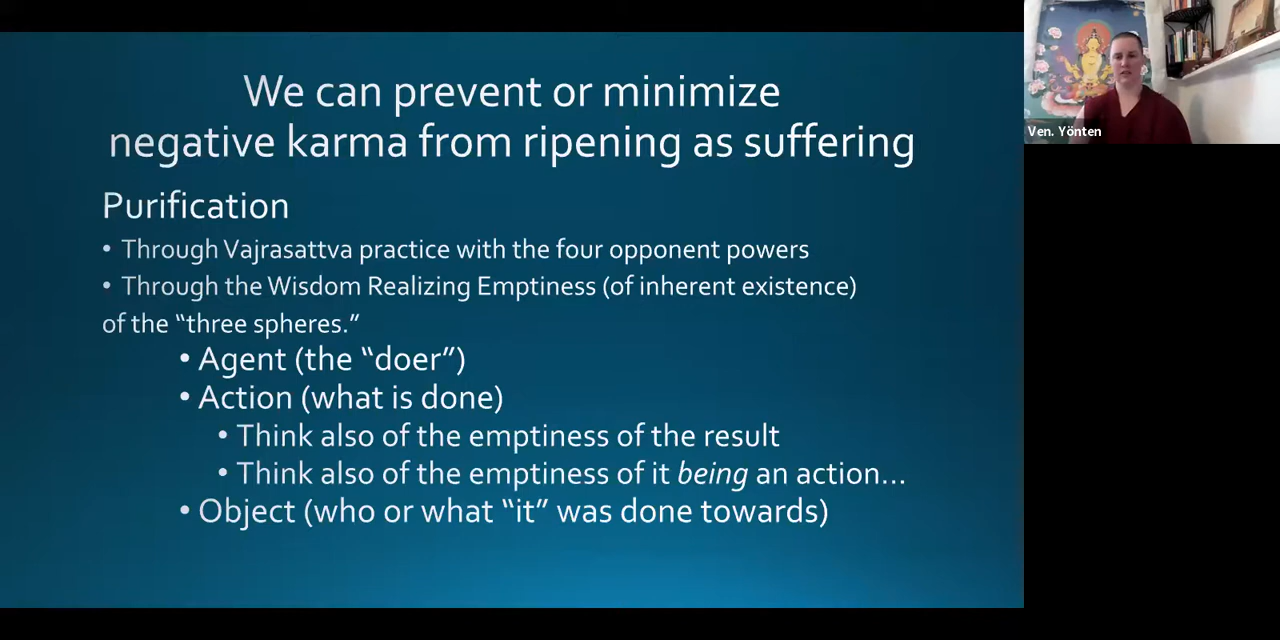 We can prevent or minimize
negative karma from ripening as suffering
Purification
• Through Vajrasattva practice with the four opponent powers
• Through the Wisdom Realizing Emptiness (of inherent existence)
of the “three spheres.”
• Agent (the “doer”)
• Action (what is done)
• Think also of the emptiness of the result
• Think also of the emptiness of it being an action...
• Object (who or what “it” was done towards)
Ven. Yönten